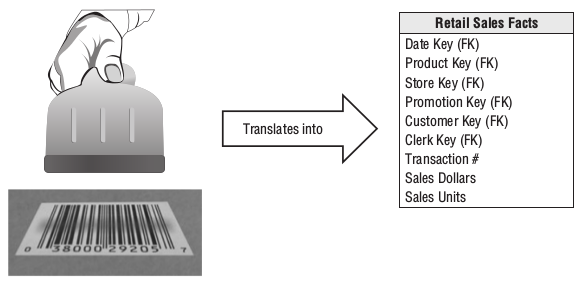 Translates into
Retail Sales Facts
Date Key (FK)
Product Key (FK)
Store Key (FK)
Promotion Key (FK)
Customer Key (FK)
Clerk Key (FK)
Transaction #
Sales Dollars
Sales Units
0 38000 29205 7